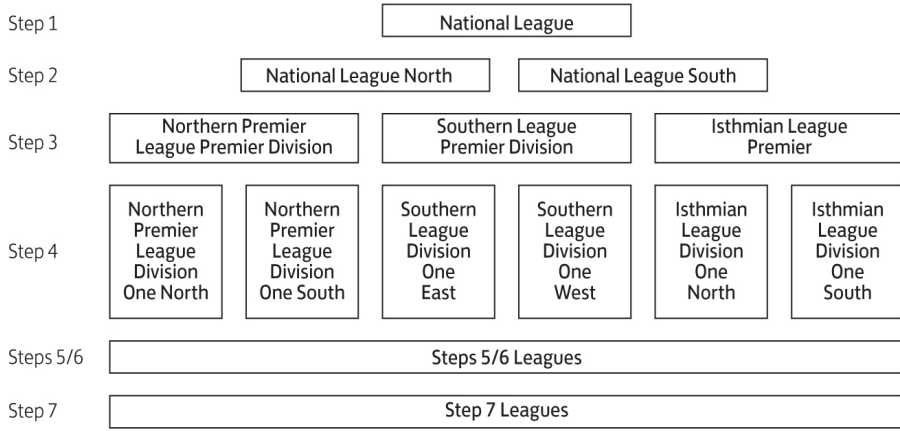 Step 1
National League
Step 2
National League North
National League South
Step 3
Northern Premier
League Premier Division
Southern League
Premier Division
Isthmian League
Premier
Step 4
Northern
Premier
League
Division
One North
Northern
Premier
League
Division
One South
Southern
League
Division
One
East
Southern
League
Division
One
West
Isthmian
League
Division
One
North
Isthmian
League
Division
One
South
Steps 5/6
Steps 5/6 Leagues
Step 7
Step 7 Leagues